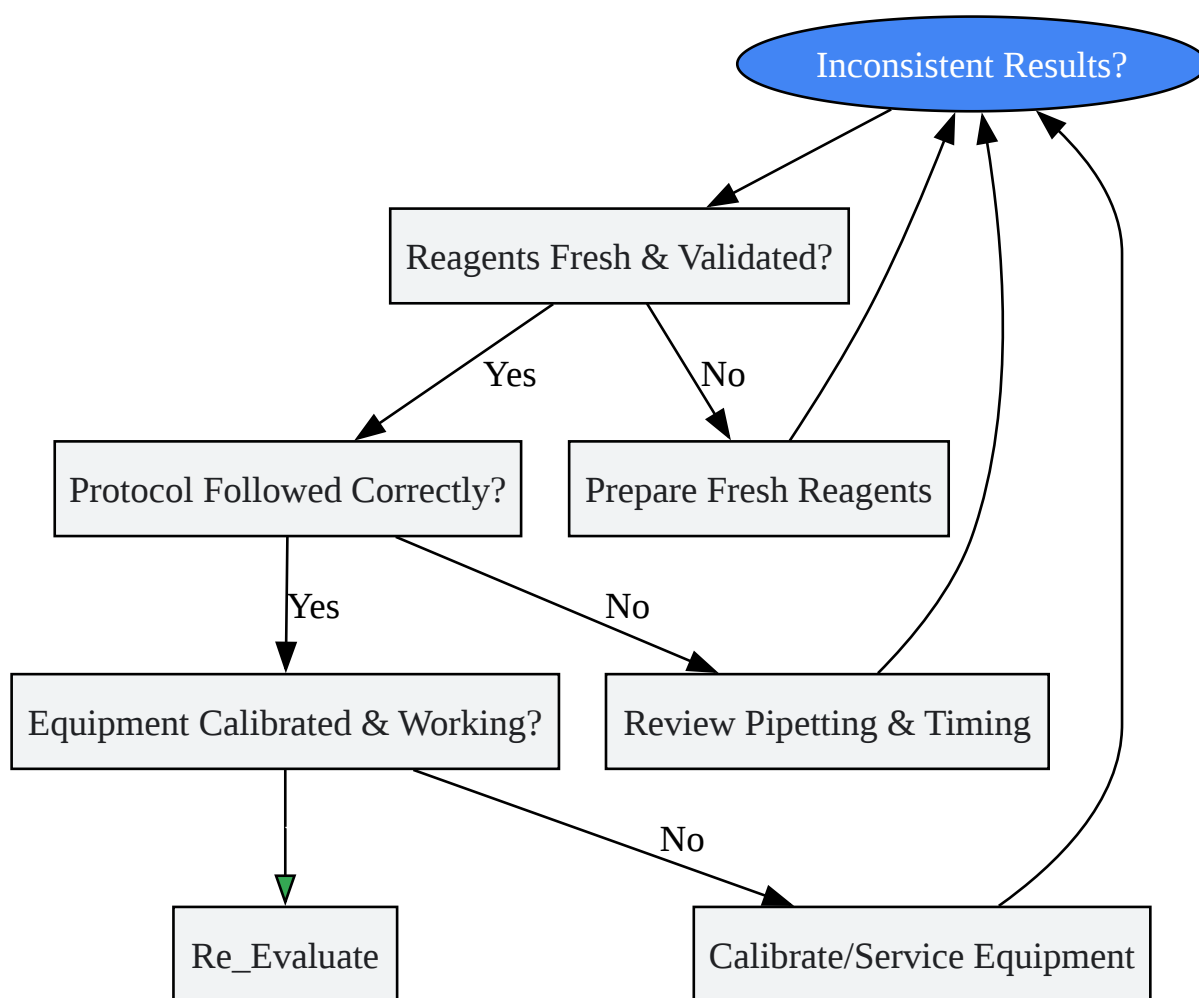 Inconsistent Results?
Reagents Fresh & Validated?
Yes
No
Protocol Followed Correctly?
Prepare Fresh Reagents
Yes
No
Equipment Calibrated & Working?
Review Pipetting & Timing
No
Re_Evaluate
Calibrate/Service Equipment